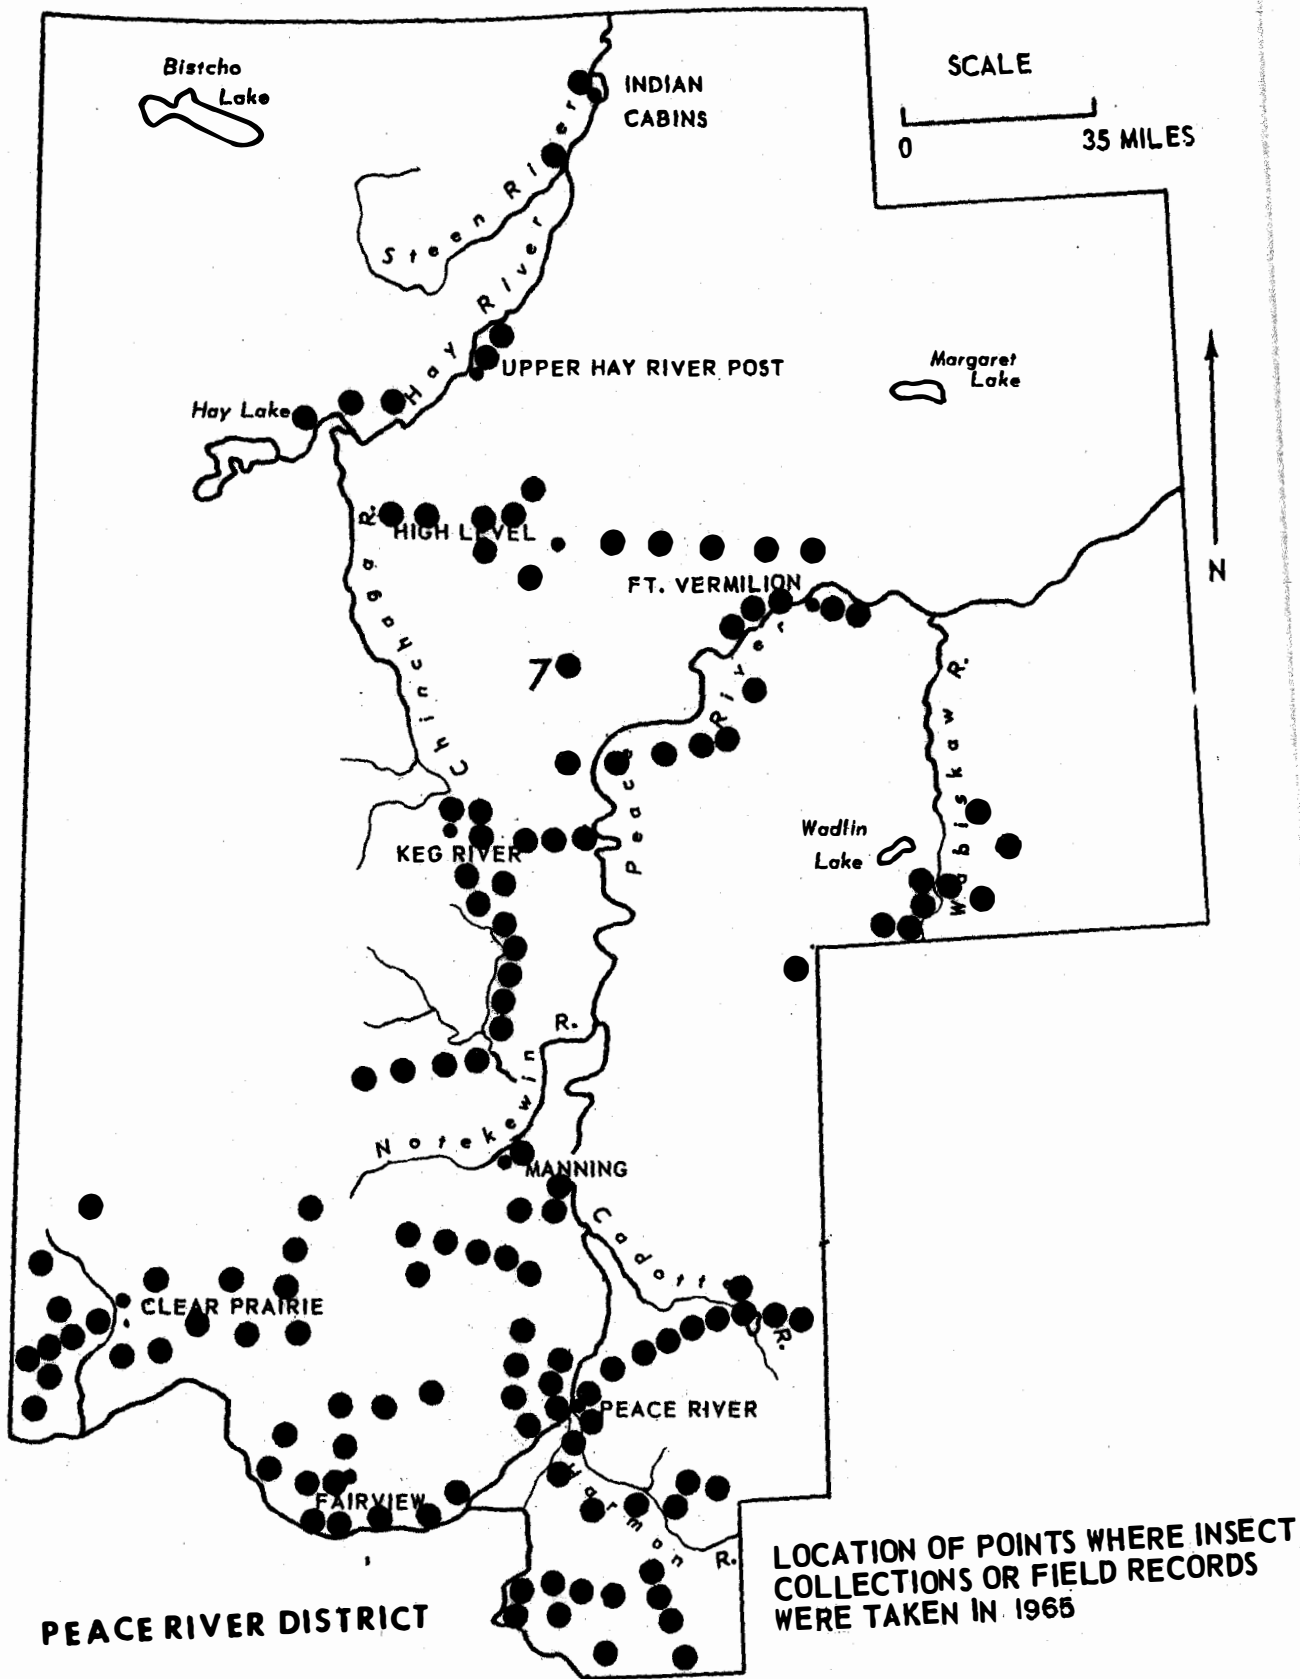 Bistcho
Lake
INDIAN
CABINS
SCALE
0 35 MILES
Steen River
Hay River
UPPER HAY RIVER POST
Margaret
Lake
Hay Lake
HIGH LEVEL
N
FT. VERMILION
Chinchaga R.
7
Peace River
Wabiskaw R.
Wadlin
Lake
KEG RIVER
Notekewin R.
MANNING
Cadotte R.
CLEAR PRAIRIE
PEACE RIVER
FAIRVIEW
Harmon R.
LOCATION OF POINTS WHERE INSECT
COLLECTIONS OR FIELD RECORDS
WERE TAKEN IN 1965
PEACE RIVER DISTRICT